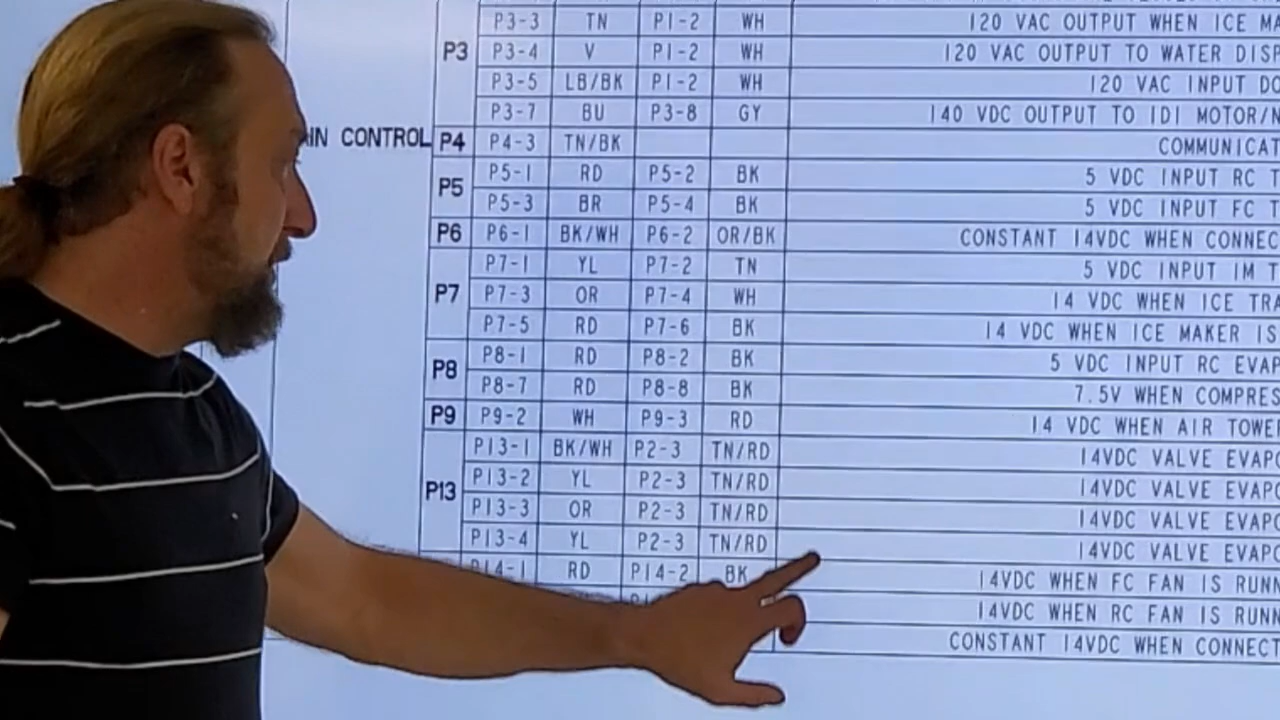 P3-3 TN P1-2 WH 120 VAC OUTPUT WHEN ICE MA
P3 P3-4 V P1-2 WH 120 VAC OUTPUT TO WATER DISP
P3-5 LB/BK P1-2 WH 120 VAC INPUT DO
P3-7 BU P3-8 GY 140 VDC OUTPUT TO IDI MOTOR/N
AIN CONTROL P4 P4-3 TN/BK COMMUNICAT
P5 P5-1 RD P5-2 BK 5 VDC INPUT RC T
P5-3 BR P5-4 BK 5 VDC INPUT FC T
P6 P6-1 BK/WH P6-2 OR/BK CONSTANT 14VDC WHEN CONNEC
P7-1 YL P7-2 TN 5 VDC INPUT IM T
P7 P7-3 OR P7-4 WH 14 VDC WHEN ICE TRA
P7-5 RD P7-6 BK 14 VDC WHEN ICE MAKER IS
P8 P8-1 RD P8-2 BK 5 VDC INPUT RC EVAP
P8-7 RD P8-8 BK 7.5V WHEN COMPRES
P9 P9-2 WH P9-3 RD 14 VDC WHEN AIR TOWE
P13-1 BK/WH P2-3 TN/RD 14VDC VALVE EVAPO
P13 P13-2 YL P2-3 TN/RD 14VDC VALVE EVAPO
P13-3 OR P2-3 TN/RD 14VDC VALVE EVAPO
P13-4 YL P2-3 TN/RD 14VDC VALVE EVAPO
P14-1 RD P14-2 BK 14VDC WHEN FC FAN IS RUNN
14VDC WHEN RC FAN IS RUNN
CONSTANT 14VDC WHEN CONNECT